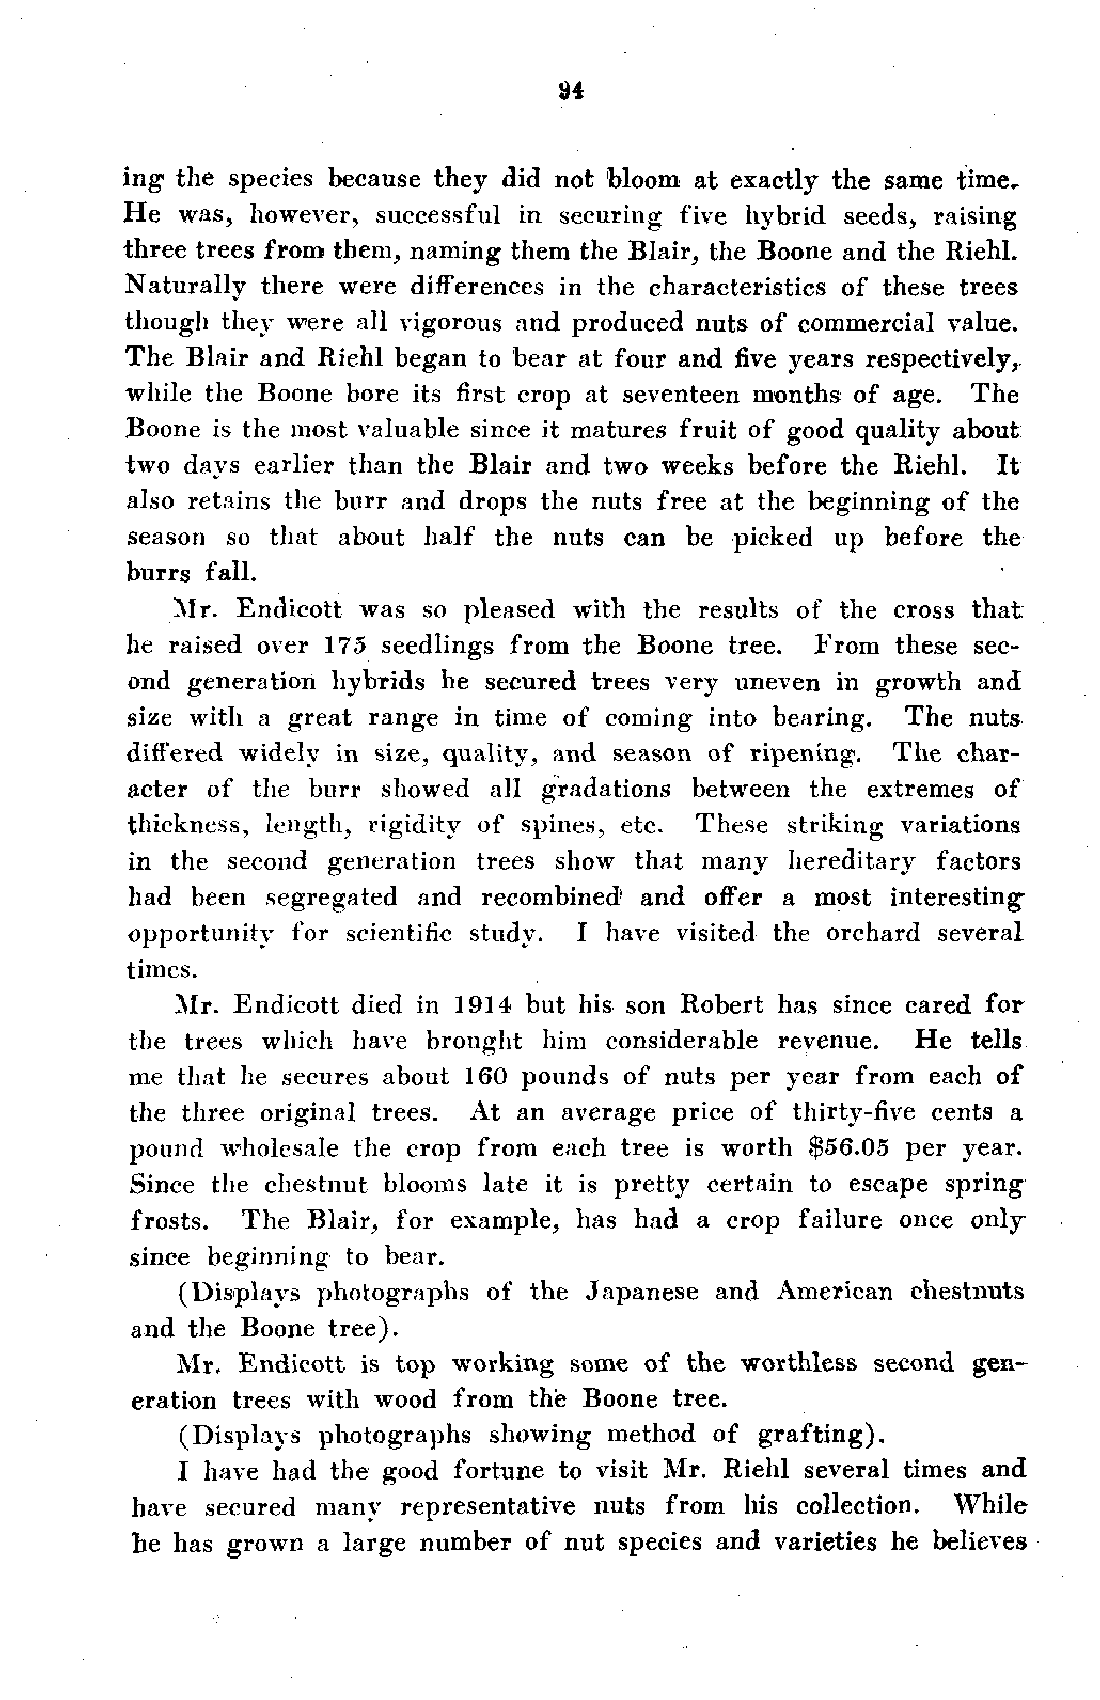 94
ing the species because they did not bloom at exactly the same time.
He was, however, successful in securing five hybrid seeds, raising
three trees from them, naming them the Blair, the Boone and the Riehl.
Naturally there were differences in the characteristics of these trees
though they were all vigorous and produced nuts of commercial value.
The Blair and Riehl began to bear at four and five years respectively,
while the Boone bore its first crop at seventeen months of age. The
Boone is the most valuable since it matures fruit of good quality about
two days earlier than the Blair and two weeks before the Riehl. It
also retains the burr and drops the nuts free at the beginning of the
season so that about half the nuts can be picked up before the
burrs fall.
Mr. Endicott was so pleased with the results of the cross that
he raised over 175 seedlings from the Boone tree. From these sec-
ond generation hybrids he secured trees very uneven in growth and
size with a great range in time of coming into bearing. The nuts
differed widely in size, quality, and season of ripening. The char-
acter of the burr showed all gradations between the extremes of
thickness, length, rigidity of spines, etc. These striking variations
in the second generation trees show that many hereditary factors
had been segregated and recombined and offer a most interesting
opportunity for scientific study. I have visited the orchard several
times.
Mr. Endicott died in 1914 but his son Robert has since cared for
the trees which have brought him considerable revenue. He tells
me that he secures about 160 pounds of nuts per year from each of
the three original trees. At an average price of thirty-five cents a
pound wholesale the crop from each tree is worth $56.05 per year.
Since the chestnut blooms late it is pretty certain to escape spring
frosts. The Blair, for example, has had a crop failure once only
since beginning to bear.
(Displays photographs of the Japanese and American chestnuts
and the Boone tree).
Mr. Endicott is top working some of the worthless second gen-
eration trees with wood from the Boone tree.
(Displays photographs showing method of grafting).
I have had the good fortune to visit Mr. Riehl several times and
have secured many representative nuts from his collection. While
he has grown a large number of nut species and varieties he believes